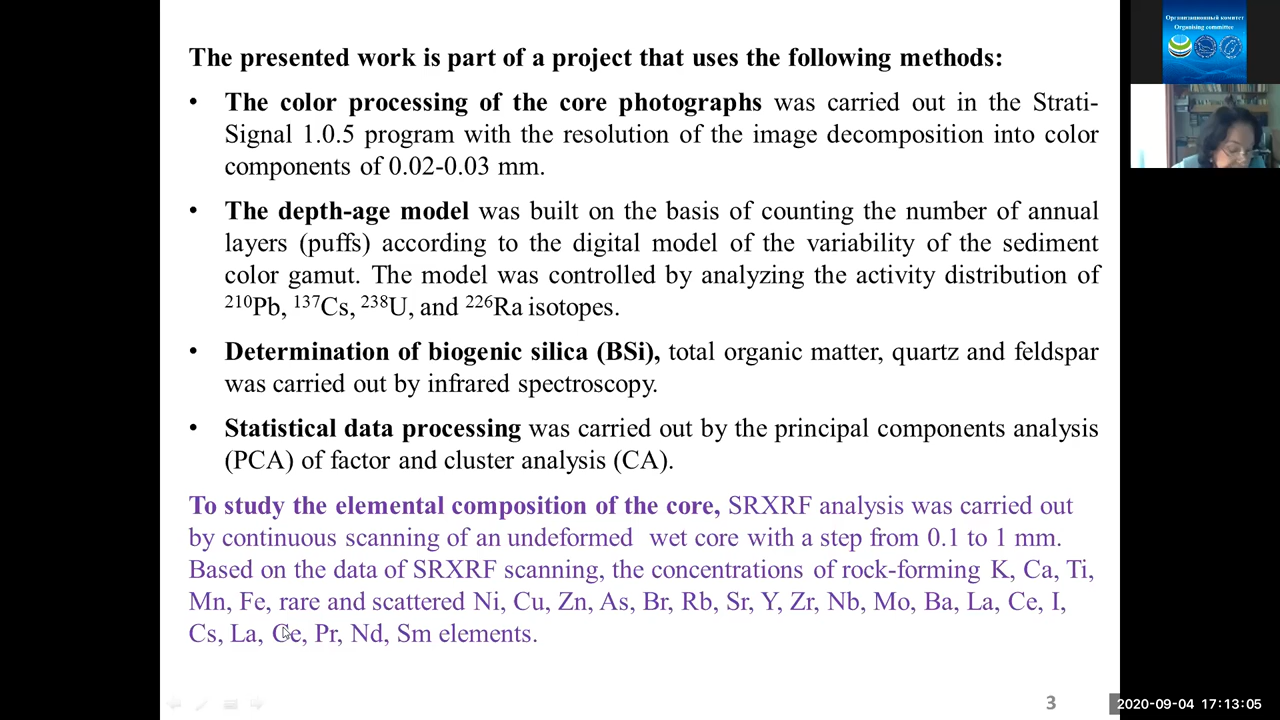 The presented work is part of a project that uses the following methods:
• The color processing of the core photographs was carried out in the Strati-
Signal 1.0.5 program with the resolution of the image decomposition into color
components of 0.02-0.03 mm.
• The depth-age model was built on the basis of counting the number of annual
layers (puffs) according to the digital model of the variability of the sediment
color gamut. The model was controlled by analyzing the activity distribution of
²¹⁰Pb, ¹³⁷Cs, ²³⁸U, and ²²⁶Ra isotopes.
• Determination of biogenic silica (BSi), total organic matter, quartz and feldspar
was carried out by infrared spectroscopy.
• Statistical data processing was carried out by the principal components analysis
(PCA) of factor and cluster analysis (CA).
To study the elemental composition of the core, SRXRF analysis was carried out
by continuous scanning of an undeformed wet core with a step from 0.1 to 1 mm.
Based on the data of SRXRF scanning, the concentrations of rock-forming K, Ca, Ti,
Mn, Fe, rare and scattered Ni, Cu, Zn, As, Br, Rb, Sr, Y, Zr, Nb, Mo, Ba, La, Ce, I,
Cs, La, Ce, Pr, Nd, Sm elements.
3
Организационный комитет
Organising committee
2020-09-04 17:13:05